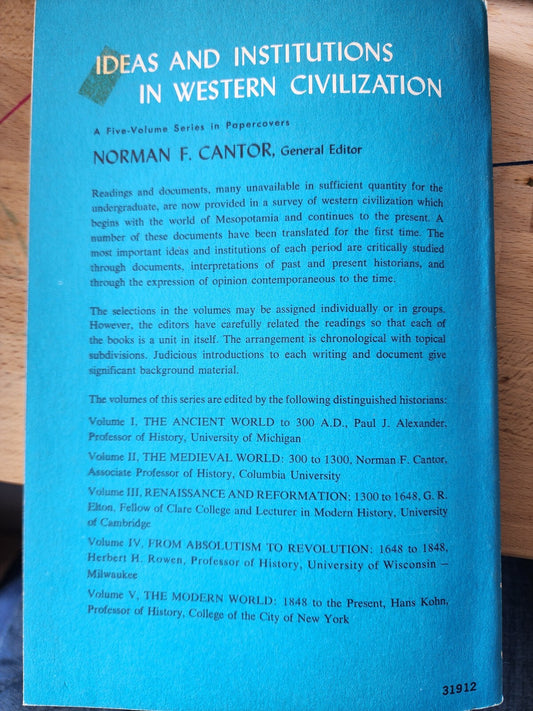 IDEAS AND INSTITUTIONS
IN WESTERN CIVILIZATION
A Five-Volume Series in Papercovers
NORMAN F. CANTOR, General Editor
Readings and documents, many unavailable in sufficient quantity for the
undergraduate, are now provided in a survey of western civilization which
begins with the world of Mesopotamia and continues to the present. A
number of these documents have been translated for the first time. The
most important ideas and institutions of each period are critically studied
through documents, interpretations of past and present historians, and
through the expression of opinion contemporaneous to the time.
The selections in the volumes may be assigned individually or in groups.
However, the editors have carefully related the readings so that each of
the books is a unit in itself. The arrangement is chronological with topical
subdivisions. Judicious introductions to each writing and document give
significant background material.
The volumes of this series are edited by the following distinguished historians:
Volume I, THE ANCIENT WORLD to 300 A.D., Paul J. Alexander,
Professor of History, University of Michigan
Volume II, THE MEDIEVAL WORLD: 300 to 1300, Norman F. Cantor,
Associate Professor of History, Columbia University
Volume III, RENAISSANCE AND REFORMATION: 1300 to 1648, G. R.
Elton, Fellow of Clare College and Lecturer in Modern History, University
of Cambridge
Volume IV, FROM ABSOLUTISM TO REVOLUTION: 1648 to 1848,
Herbert H. Rowen, Professor of History, University of Wisconsin —
Milwaukee
Volume V, THE MODERN WORLD: 1848 to the Present, Hans Kohn,
Professor of History, College of the City of New York
31912